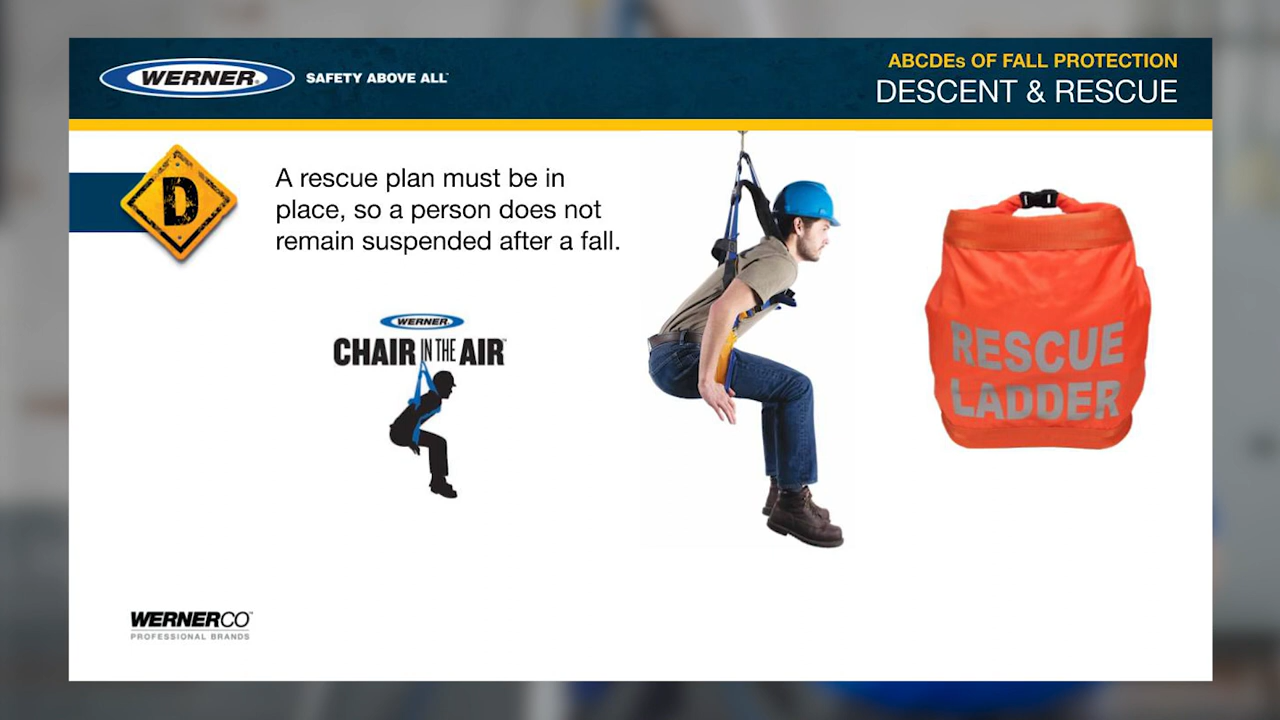 WERNER
SAFETY ABOVE ALL
ABCDEs OF FALL PROTECTION
DESCENT & RESCUE
D
A rescue plan must be in
place, so a person does not
remain suspended after a fall.
WERNER
CHAIR IN THE AIR
RESCUE
LADDER
WERNERCO
PROFESSIONAL BRANDS